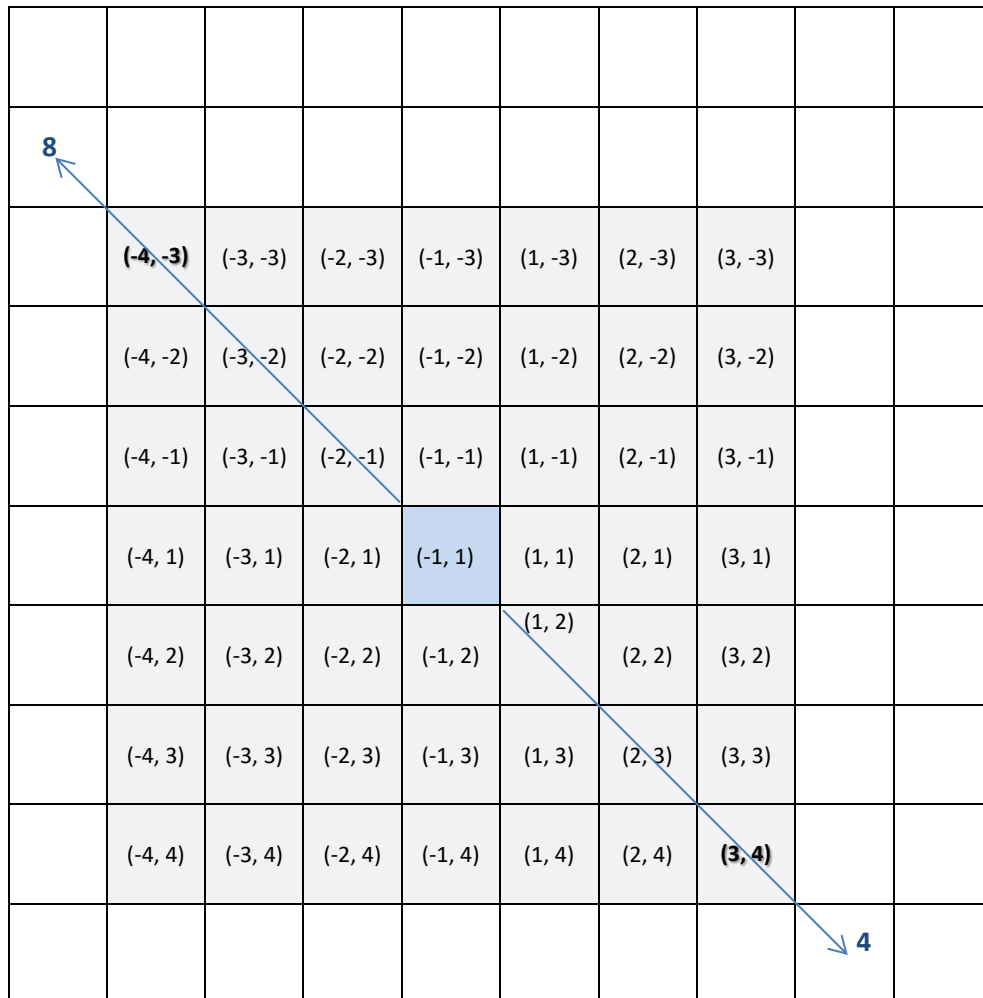 8
(-4, -3) (-3, -3) (-2, -3) (-1, -3) (1, -3) (2, -3) (3, -3)
(-4, -2) (-3, -2) (-2, -2) (-1, -2) (1, -2) (2, -2) (3, -2)
(-4, -1) (-3, -1) (-2, -1) (-1, -1) (1, -1) (2, -1) (3, -1)
(-4, 1) (-3, 1) (-2, 1) (-1, 1) (1, 1) (2, 1) (3, 1)
(-4, 2) (-3, 2) (-2, 2) (-1, 2) (1, 2) (2, 2) (3, 2)
(-4, 3) (-3, 3) (-2, 3) (-1, 3) (1, 3) (2, 3) (3, 3)
(-4, 4) (-3, 4) (-2, 4) (-1, 4) (1, 4) (2, 4) (3, 4)
4